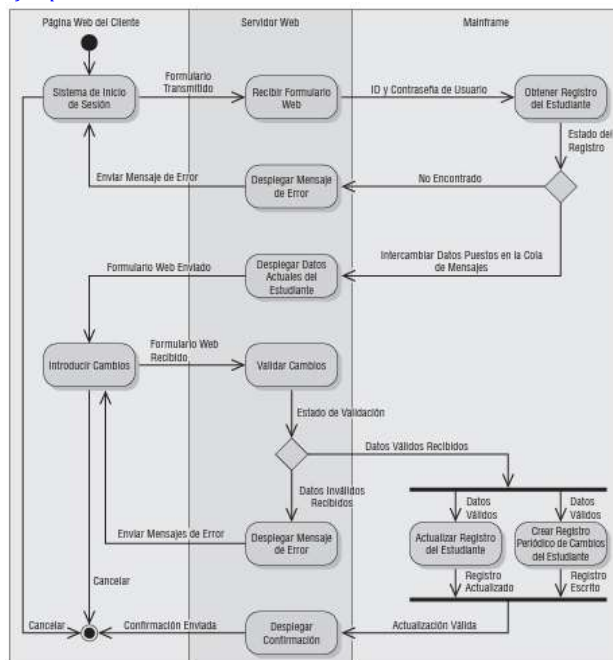 Página Web del Cliente
Servidor Web
Mainframe
Sistema de Inicio
de Sesión
Formulario
Transmitido
Recibir Formulario
Web
ID y Contraseña de Usuario
Obtener Registro
del Estudiante
Estado del
Registro
Enviar Mensaje de Error
Desplegar Mensaje
de Error
No Encontrado
Intercambiar Datos Puestos en la Cola
de Mensajes
Formulario Web Enviado
Desplegar Datos
Actuales del
Estudiante
Introducir Cambios
Formulario Web
Recibido
Validar Cambios
Estado de Validación
Datos Válidos Recibidos
Datos Inválidos
Recibidos
Datos
Válidos
Datos
Válidos
Enviar Mensajes de Error
Desplegar Mensaje
de Error
Actualizar Registro
del Estudiante
Crear Registro
Periódico de Cambios
del Estudiante
Cancelar
Registro
Actualizado
Registro
Escrito
Cancelar
Confirmación Enviada
Desplegar
Confirmación
Actualización Válida